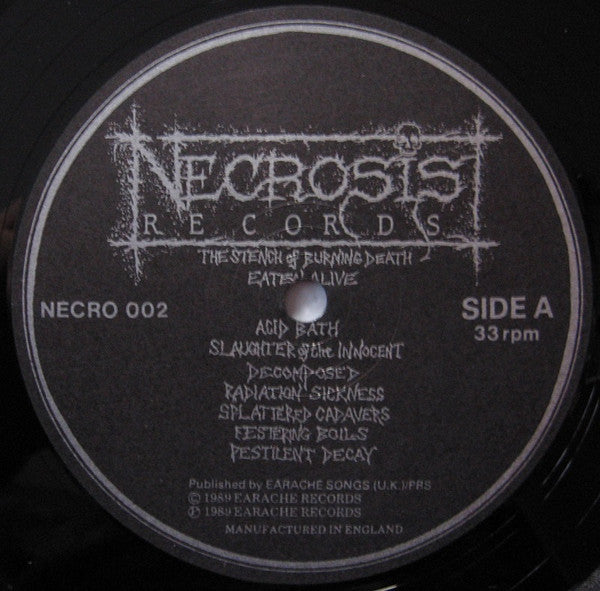 NECROSIS
RECORDS
THE STENCH of BURNING DEATH
EATEN ALIVE
NECRO 002
SIDE A
33 rpm
ACID BATH
SLAUGHTER of the INNOCENT
DECOMPOSED
RADIATION SICKNESS
SPLATTERED CADAVERS
FESTERING BOILS
PESTILENT DECAY
Published by EARACHE SONGS (U.K.)/PRS
© 1989 EARACHE RECORDS
℗ 1989 EARACHE RECORDS
MANUFACTURED IN ENGLAND